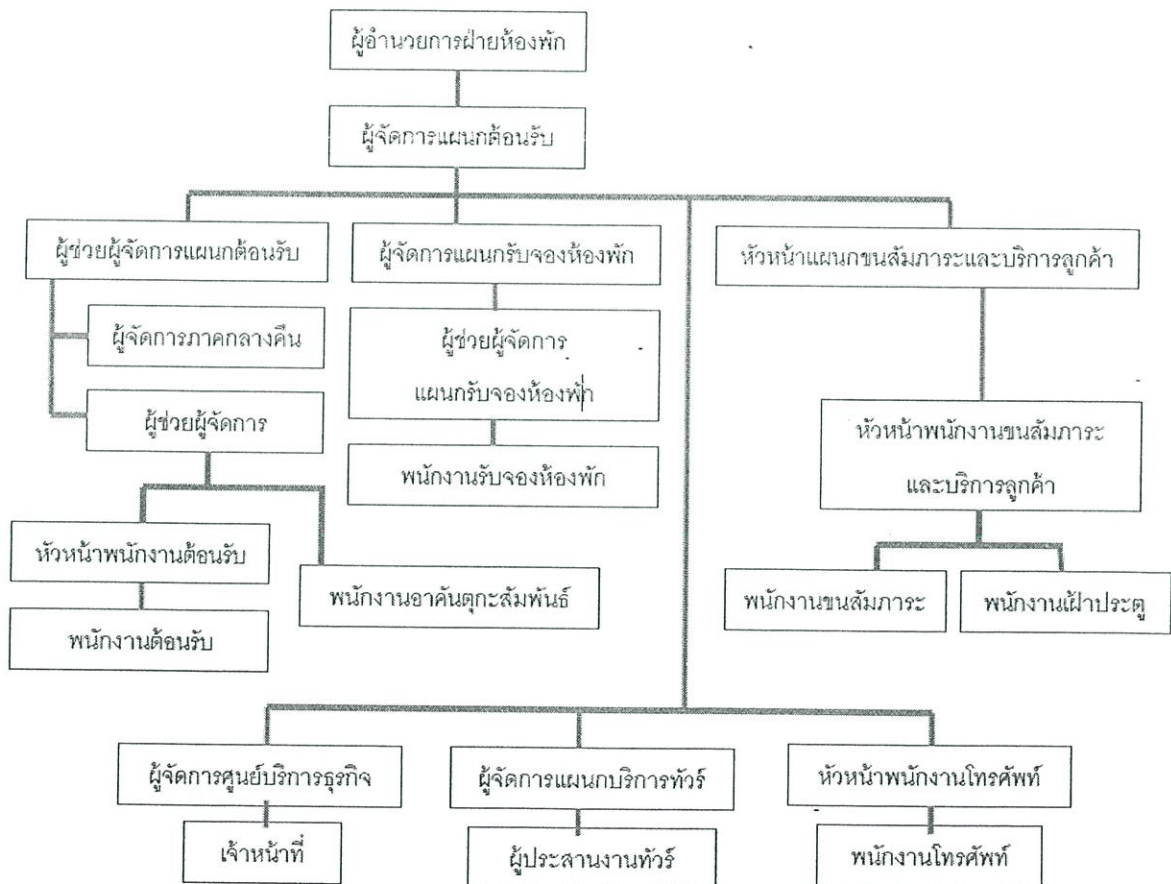 ผู้อำนวยการฝ่ายห้องพัก
ผู้จัดการแผนกต้อนรับ
ผู้ช่วยผู้จัดการแผนกต้อนรับ
ผู้จัดการแผนกรับจองห้องพัก
หัวหน้าแผนกขนสัมภาระและบริการลูกค้า
ผู้จัดการภาคกลางคืน
ผู้ช่วยผู้จัดการ
แผนกรับจองห้องพัก
ผู้ช่วยผู้จัดการ
หัวหน้าพนักงานขนสัมภาระ
และบริการลูกค้า
พนักงานรับจองห้องพัก
หัวหน้าพนักงานต้อนรับ
พนักงานอาคันตุกะสัมพันธ์
พนักงานขนสัมภาระ
พนักงานเฝ้าประตู
พนักงานต้อนรับ
ผู้จัดการศูนย์บริการธุรกิจ
ผู้จัดการแผนกบริการทัวร์
หัวหน้าพนักงานโทรศัพท์
เจ้าหน้าที่
ผู้ประสานงานทัวร์
พนักงานโทรศัพท์